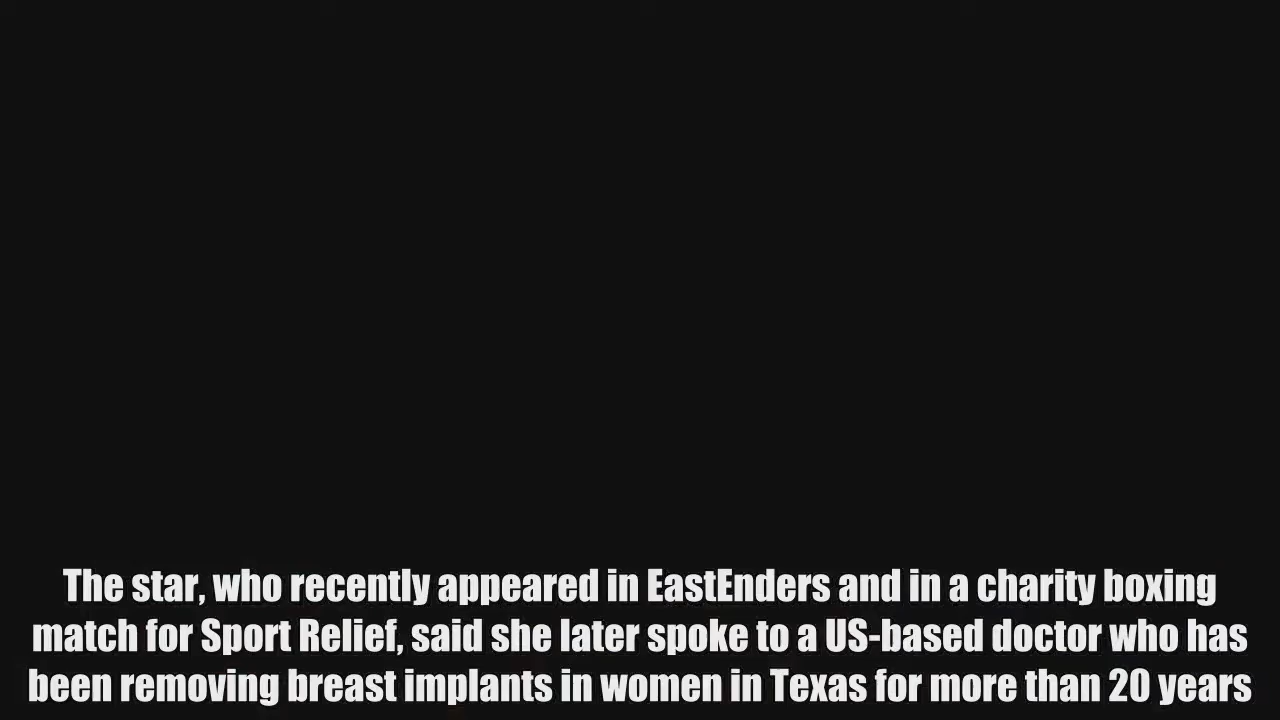 The star, who recently appeared in EastEnders and in a charity boxing
match for Sport Relief, said she later spoke to a US-based doctor who has
been removing breast implants in women in Texas for more than 20 years